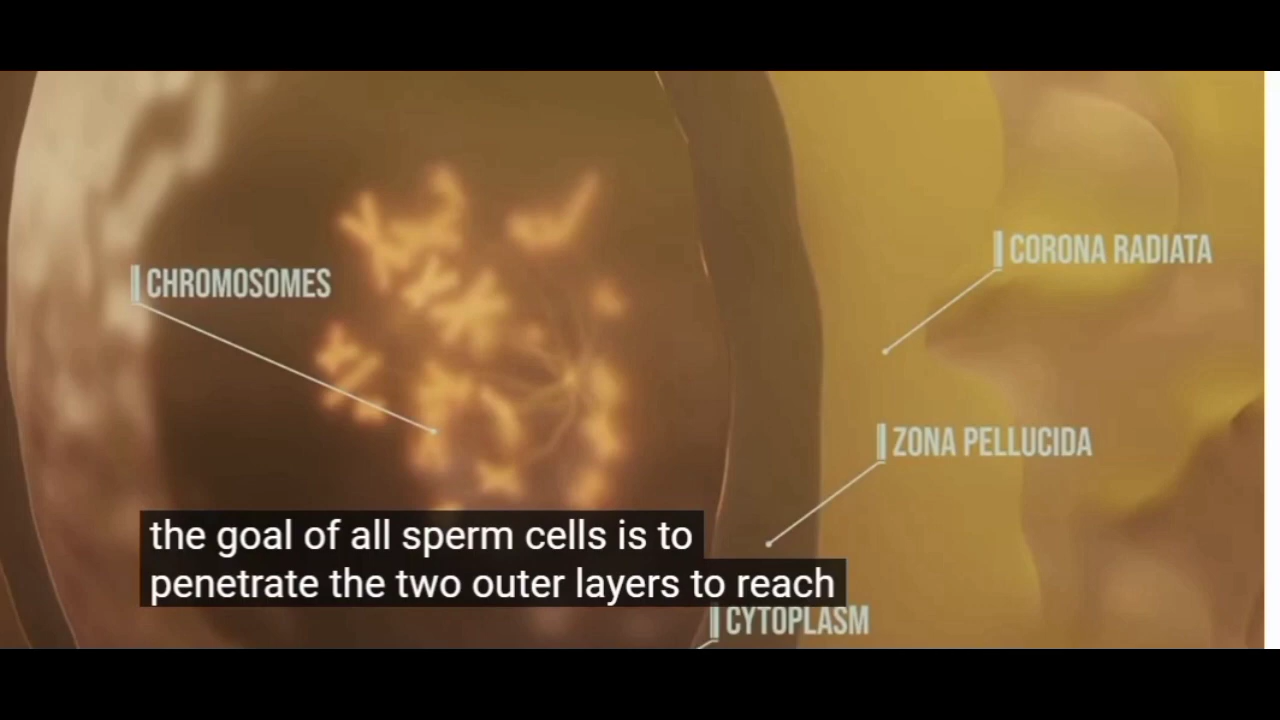 CORONA RADIATA
CHROMOSOMES
ZONA PELLUCIDA
the goal of all sperm cells is to
penetrate the two outer layers to reach
CYTOPLASM